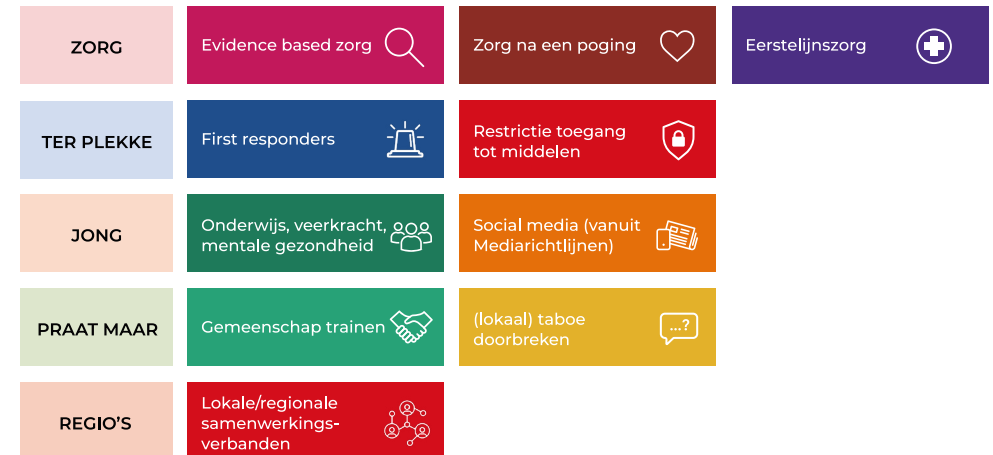 ZORG
Evidence based zorg
Zorg na een poging
Eerstelijnszorg
TER PLEKKE
First responders
Restrictie toegang
tot middelen
JONG
Onderwijs, veerkracht,
mentale gezondheid
Social media (vanuit
Mediarichtlijnen)
PRAAT MAAR
Gemeenschap trainen
(lokaal) taboe
doorbreken
...?
REGIO'S
Lokale/regionale
samenwerkings-
verbanden